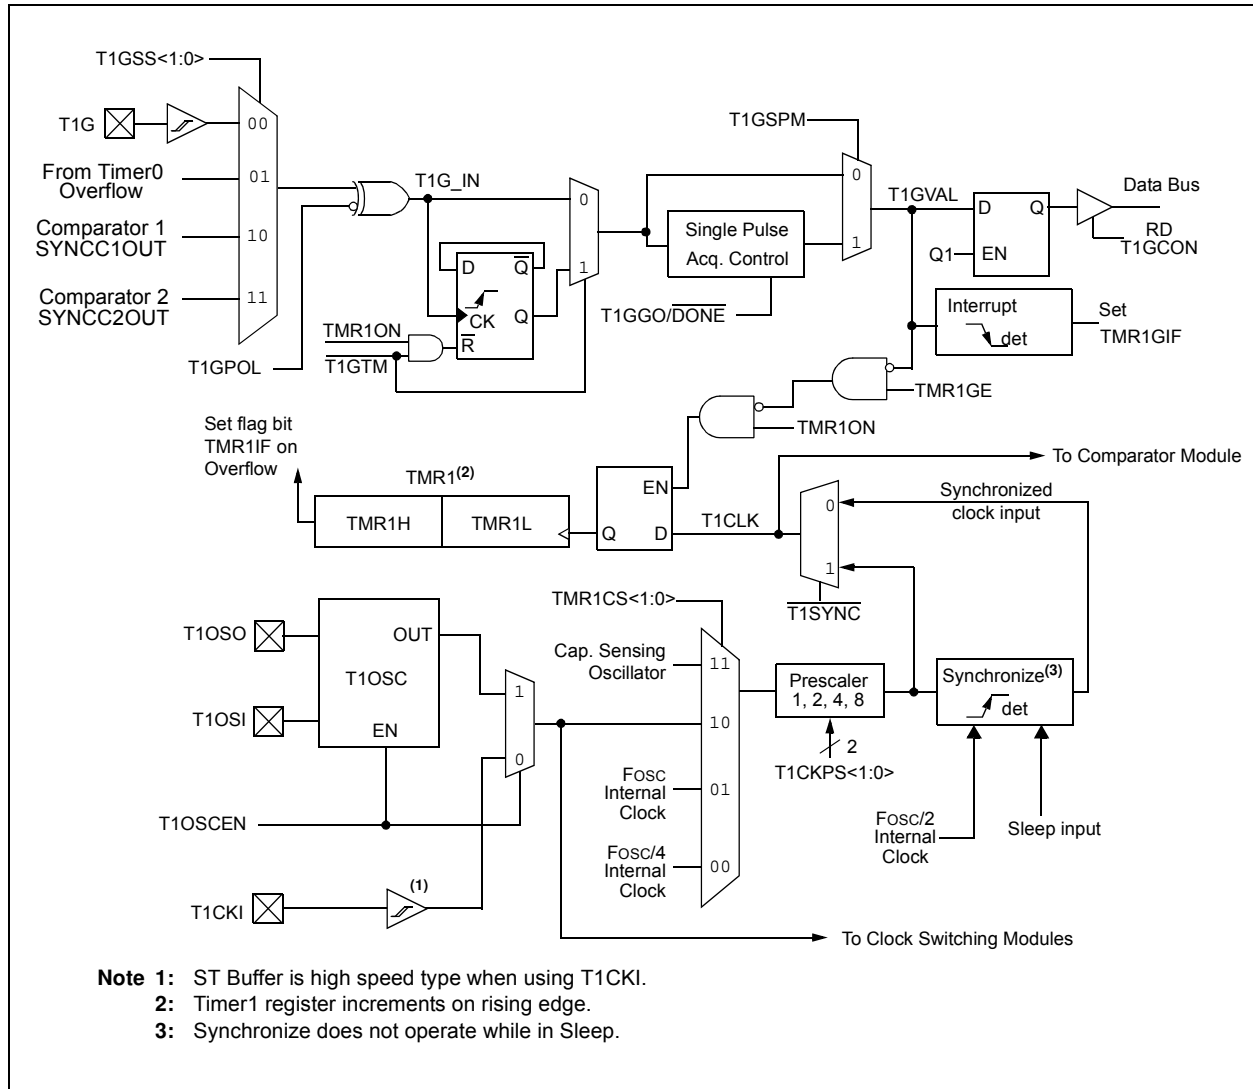 T1GSS<1:0>
T1G
00
From Timer0
Overflow
01
Comparator 1
SYNCC1OUT
10
Comparator 2
SYNCC2OUT
11
T1GPOL
T1G_IN
0
1
D
Q
CK
Q
R
TMR1ON
T1GTM
Single Pulse
Acq. Control
T1GGO/DONE
T1GSPM
0
1
T1GVAL
D
Q
Q1
EN
Data Bus
RD
T1GCON
Interrupt
det
Set
TMR1GIF
TMR1GE
TMR1ON
Set flag bit
TMR1IF on
Overflow
TMR1(2)
TMR1H
TMR1L
EN
Q
D
T1CLK
To Comparator Module
0
1
Synchronized
clock input
T1SYNC
T1OSO
T1OSI
OUT
T1OSC
EN
1
0
T1OSCEN
T1CKI
(1)
TMR1CS<1:0>
Cap. Sensing
Oscillator
11
10
FOSC
Internal
Clock
01
FOSC/4
Internal
Clock
00
Prescaler
1, 2, 4, 8
2
T1CKPS<1:0>
Synchronize(3)
det
FOSC/2
Internal
Clock
Sleep input
To Clock Switching Modules
Note 1: ST Buffer is high speed type when using T1CKI.
2: Timer1 register increments on rising edge.
3: Synchronize does not operate while in Sleep.